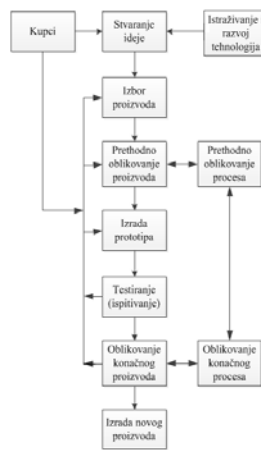 Kupci
Stvaranje
ideje
Istraživanje
razvoj
tehnologija
Izbor
proizvoda
Prethodno
oblikovanje
proizvoda
Prethodno
oblikovanje
procesa
Izrada
prototipa
Testiranje
(ispitivanje)
Oblikovanje
konačnog
proizvoda
Oblikovanje
konačnog
procesa
Izrada novog
proizvoda